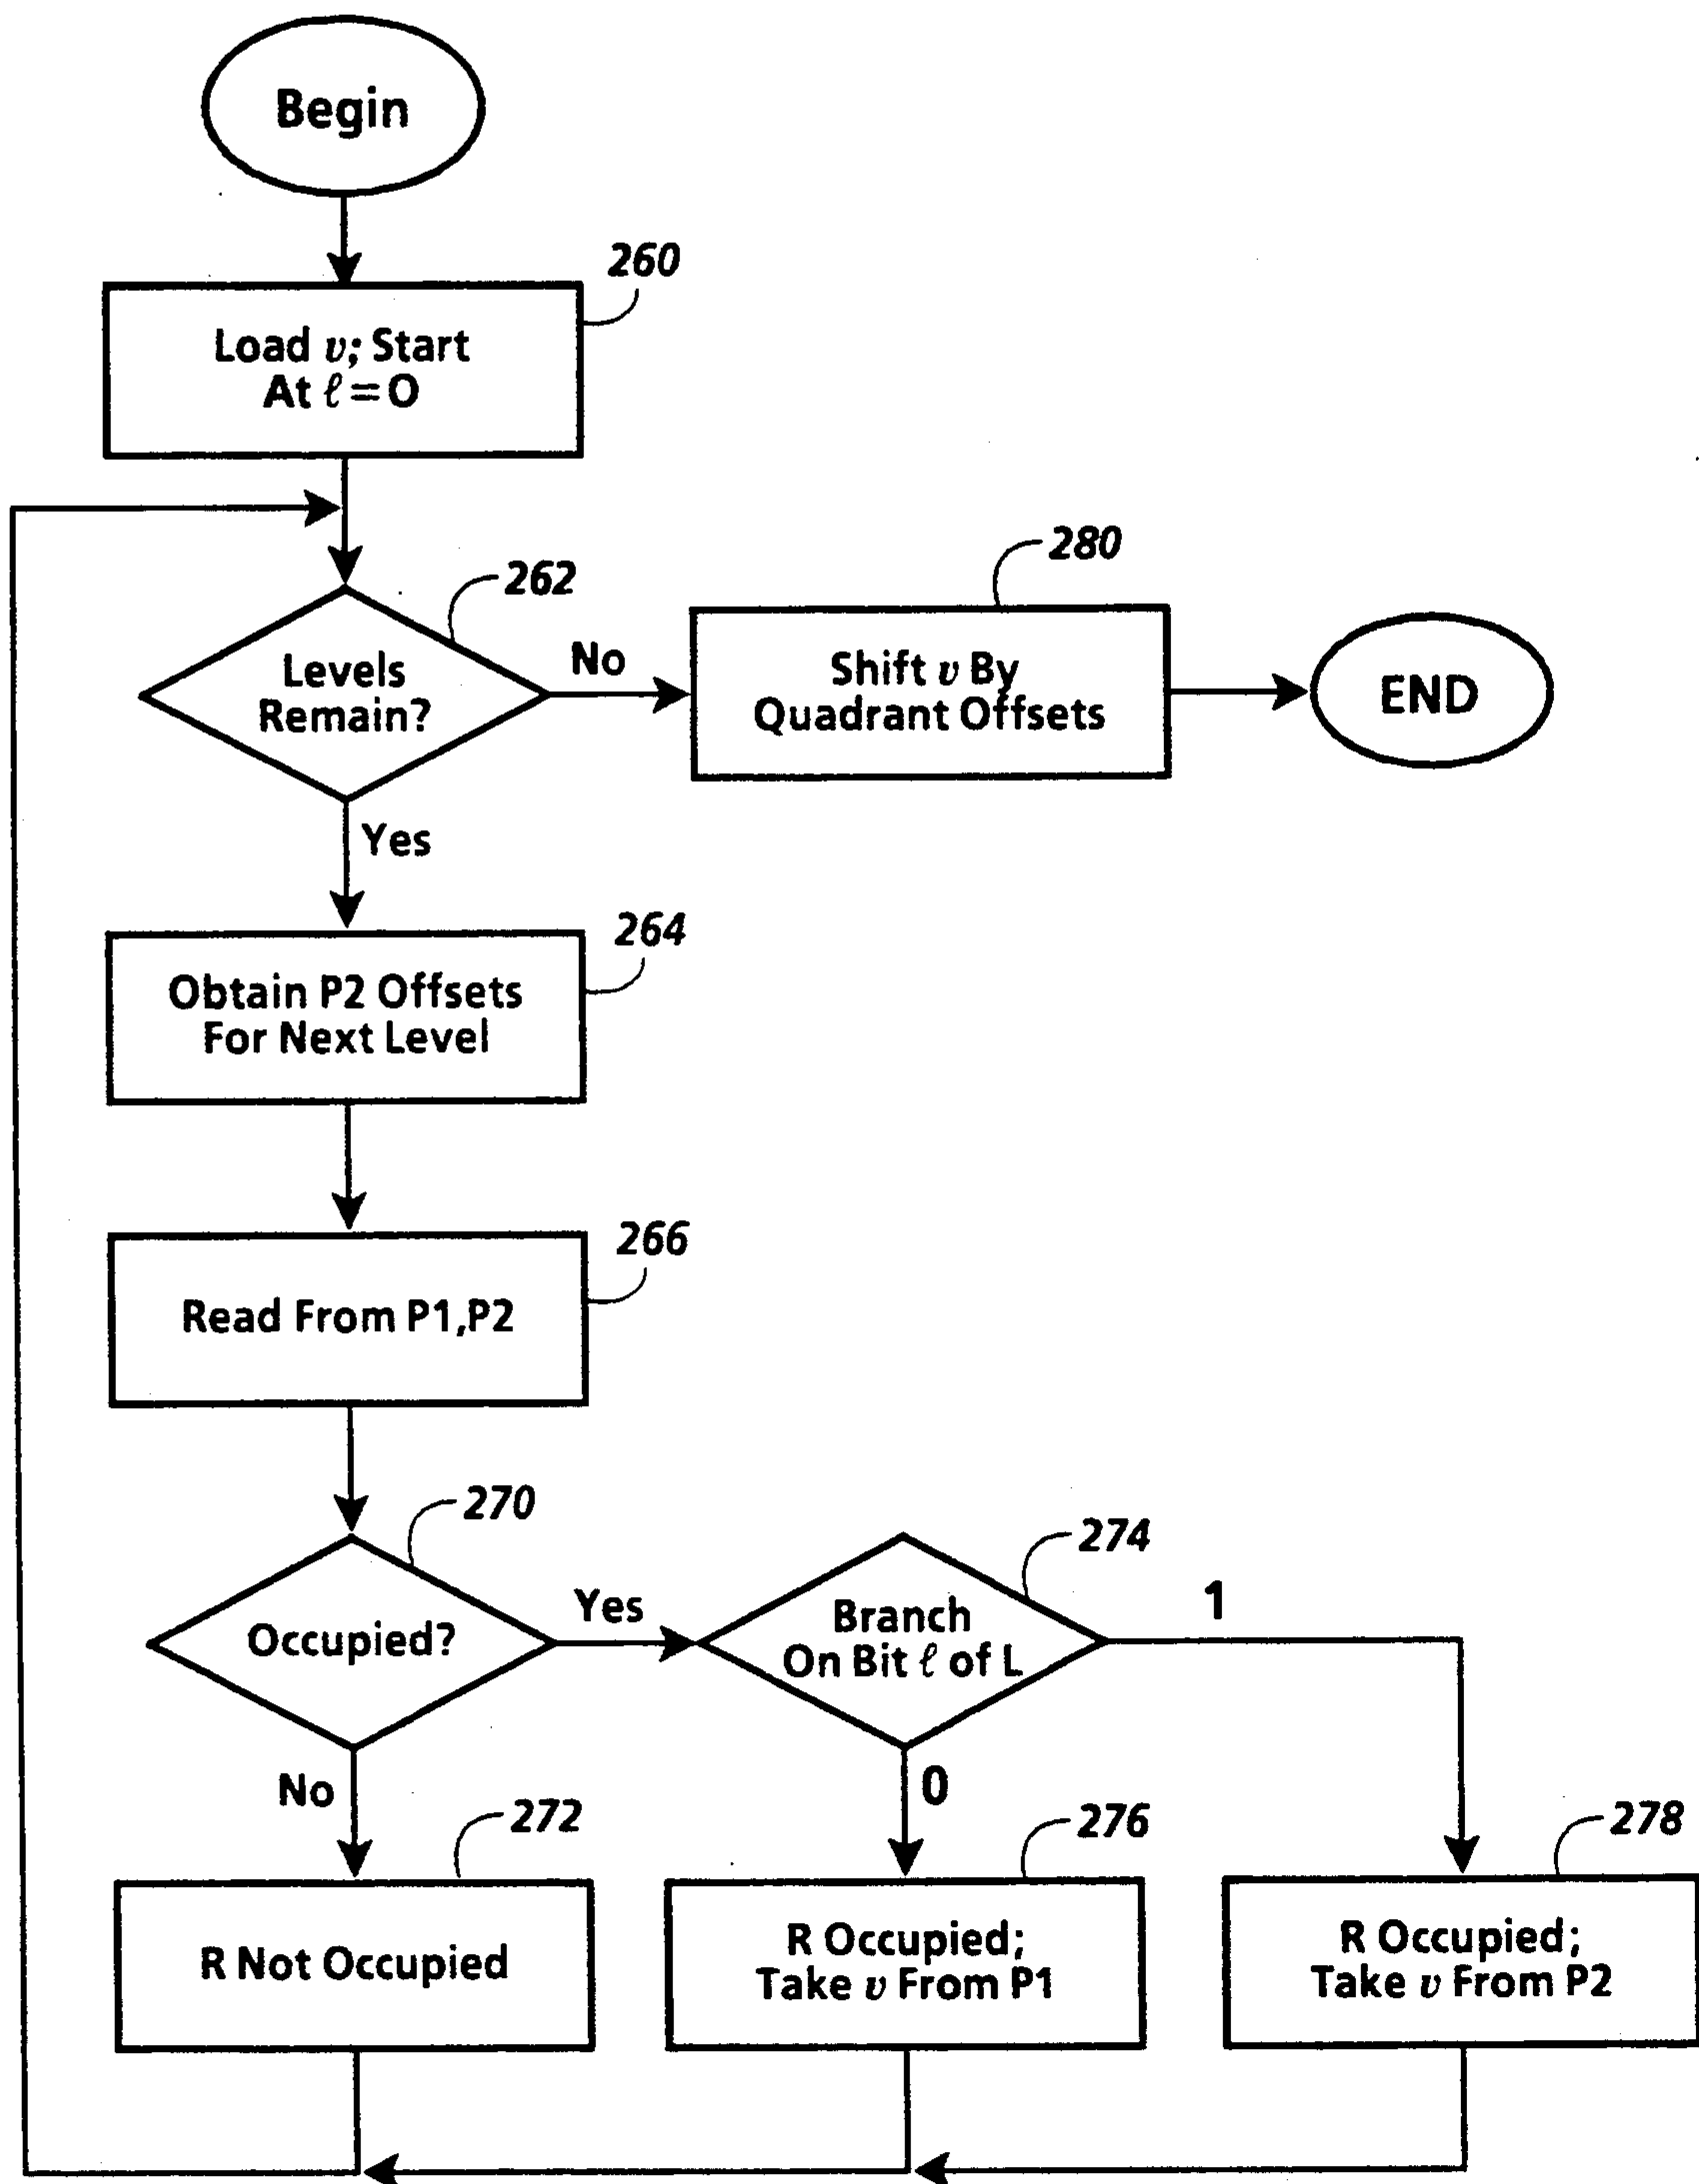 Begin
260
Load v; Start
At ℓ = O
262
280
Levels
Remain?
No
Shift v By
Quadrant Offsets
END
Yes
264
Obtain P2 Offsets
For Next Level
266
Read From P1,P2
270
274
Occupied?
Yes
Branch
On Bit ℓ of L
1
No
0
272
276
278
R Not Occupied
R Occupied;
Take v From P1
R Occupied;
Take v From P2